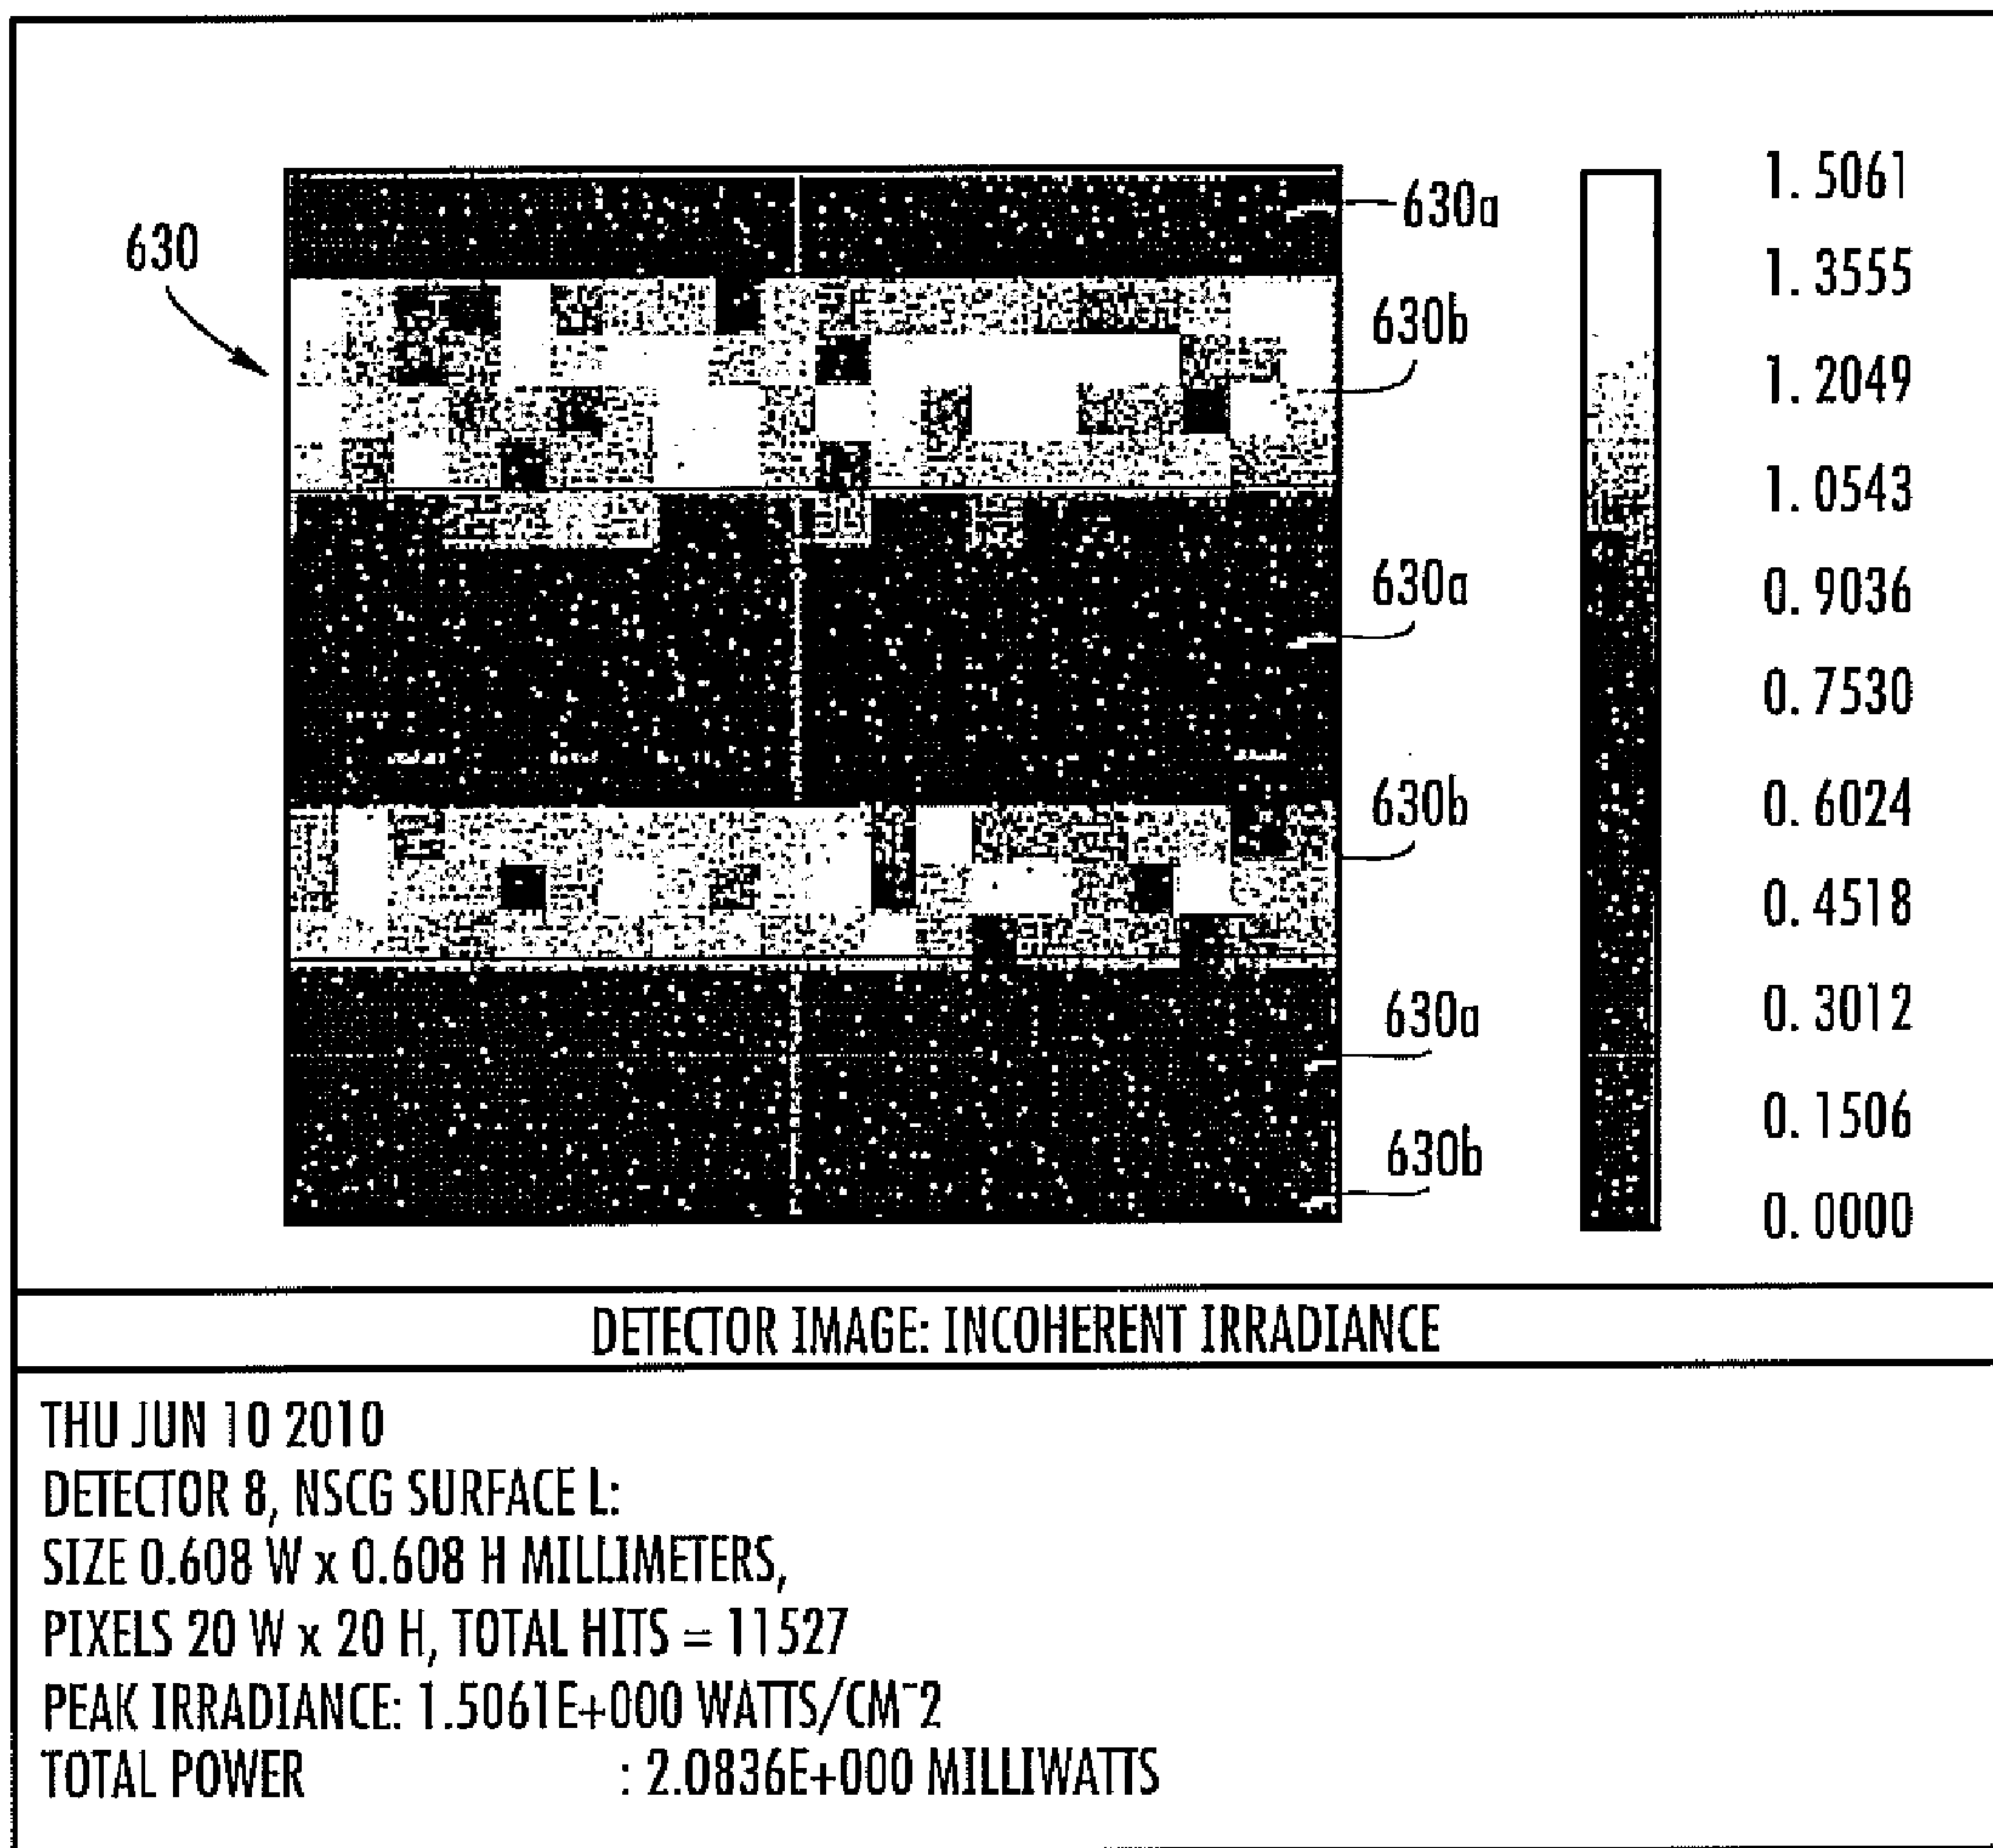 630
630a
630b
630a
630b
630a
630b
1.5061
1.3555
1.2049
1.0543
0.9036
0.7530
0.6024
0.4518
0.3012
0.1506
0.0000
DETECTOR IMAGE: INCOHERENT IRRADIANCE
THU JUN 10 2010
DETECTOR 8, NSCG SURFACE L:
SIZE 0.608 W x 0.608 H MILLIMETERS,
PIXELS 20 W x 20 H, TOTAL HITS = 11527
PEAK IRRADIANCE: 1.5061E+000 WATTS/CM^2
TOTAL POWER : 2.0836E+000 MILLIWATTS